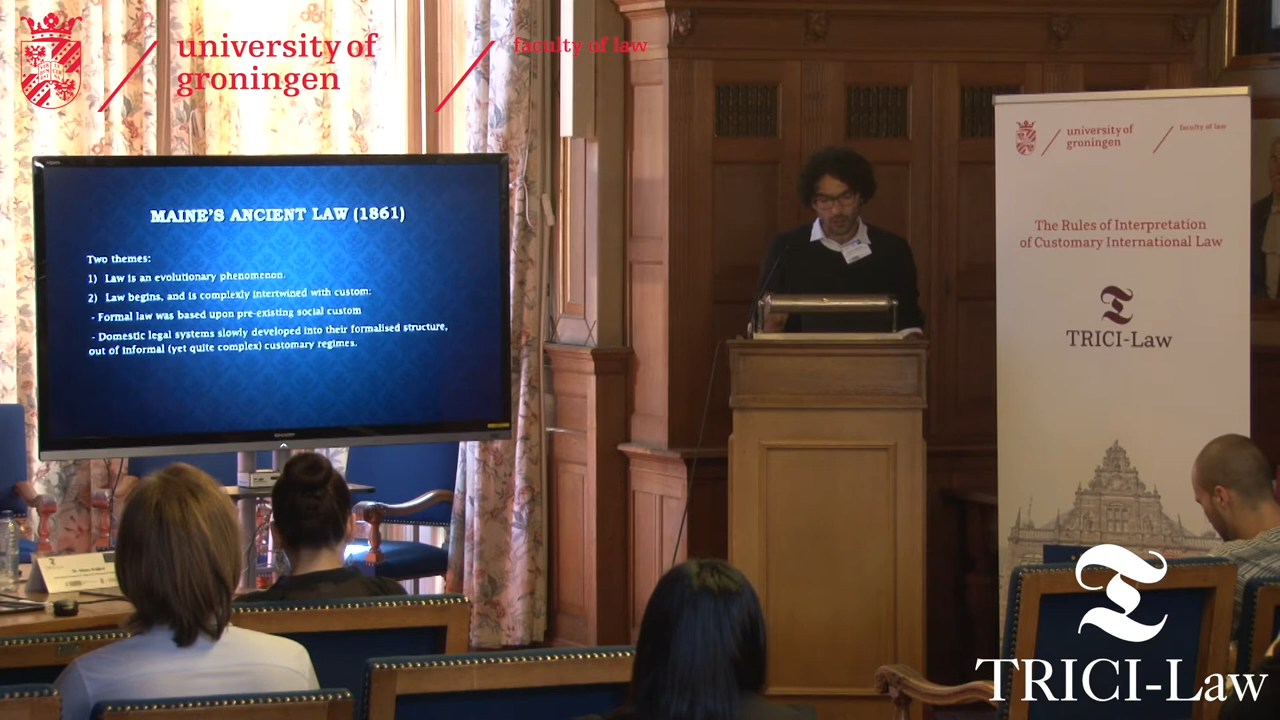 university of
groningen
faculty of law
MAINE'S ANCIENT LAW (1861)
Two themes:
1) Law is an evolutionary phenomenon.
2) Law begins, and is complexly intertwined with custom:
- Formal law was based upon pre-existing social custom
- Domestic legal systems slowly developed into their formalised structure,
out of informal (yet quite complex) customary regimes.
SHARP
university of
groningen
faculty of law
The Rules of Interpretation
of Customary International Law
TRICI-Law
TRICI-Law